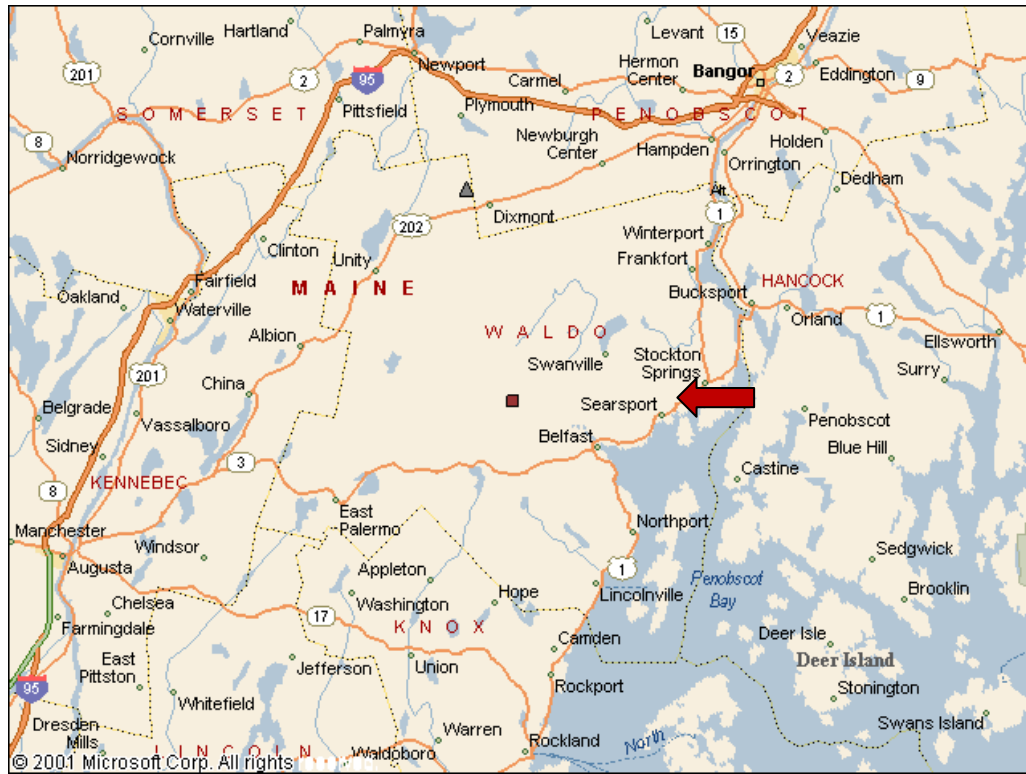 Hartland
Palmyra
Levant
15
Veazie
Cornville
201
2
95
Newport
Carmel
Hermon
Center
Bangor
2
Eddington
9
Pittsfield
Plymouth
SOMERSET
PENOBSCOT
8
Norridgewock
Newburgh
Center
Hampden
Holden
Orrington
Dedham
Alt.
1
Dixmont
202
Clinton
Unity
Winterport
Frankfort
Fairfield
MAINE
Bucksport
HANCOCK
Oakland
Waterville
Orland
1
Albion
WALDO
Ellsworth
Swanville
Stockton
Springs
201
China
Surry
Belgrade
Vassalboro
Searsport
Penobscot
Sidney
Belfast
Blue Hill
3
Castine
KENNEBEC
8
East
Palermo
Northport
Manchester
Windsor
Augusta
Appleton
1
Penobscot
Bay
Sedgwick
Chelsea
Washington
Hope
Lincolnville
Brooklin
Farmingdale
17
KNOX
Camden
Deer Isle
East
Pittston
Jefferson
Union
Deer Island
95
Rockport
Whitefield
Stonington
Dresden
Mills
Warren
Swans Island
LINCOLN
Waldoboro
Rockland
North
© 2001 Microsoft Corp. All rights